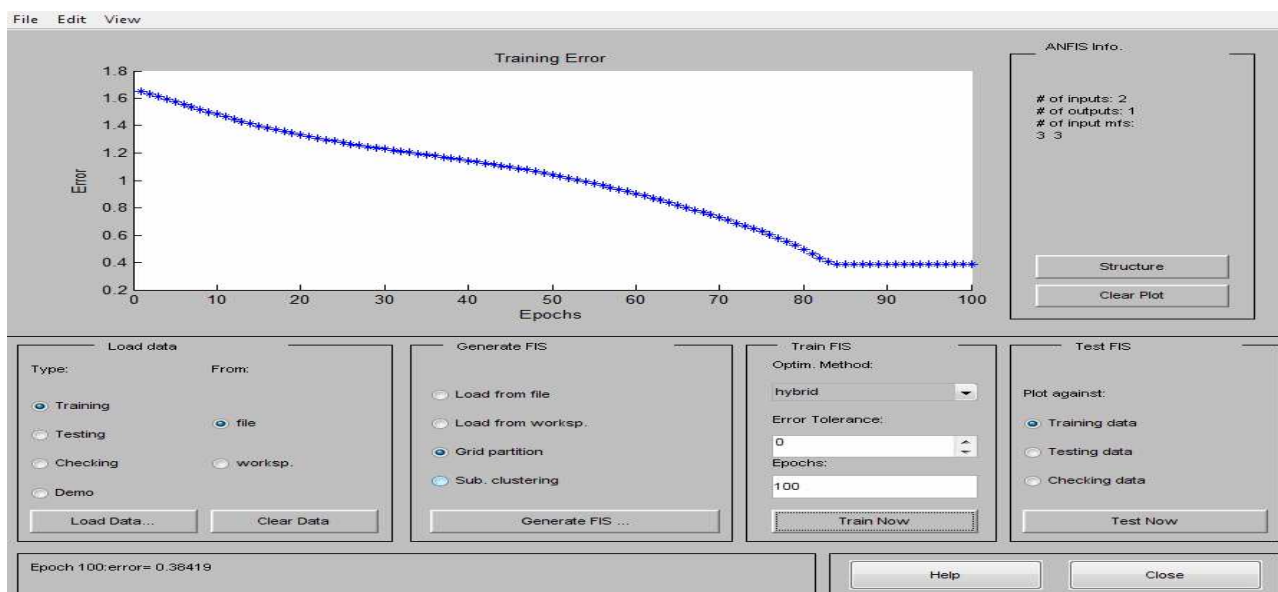 File Edit View
Training Error
1.8
1.6
1.4
1.2
1
0.8
0.6
0.4
0.2
Error
0 10 20 30 40 50 60 70 80 90 100
Epochs
ANFIS Info.
# of inputs: 2
# of outputs: 1
# of input mfs:
3 3
Structure
Clear Plot
Load data
Type:
From:
Training
Testing
Checking
Demo
file
worksp.
Load Data...
Clear Data
Generate FIS
Load from file
Load from worksp.
Grid partition
Sub. clustering
Generate FIS ...
Train FIS
Optim. Method:
hybrid
Error Tolerance:
0
Epochs:
100
Train Now
Test FIS
Plot against:
Training data
Testing data
Checking data
Test Now
Epoch 100:error= 0.38419
Help
Close